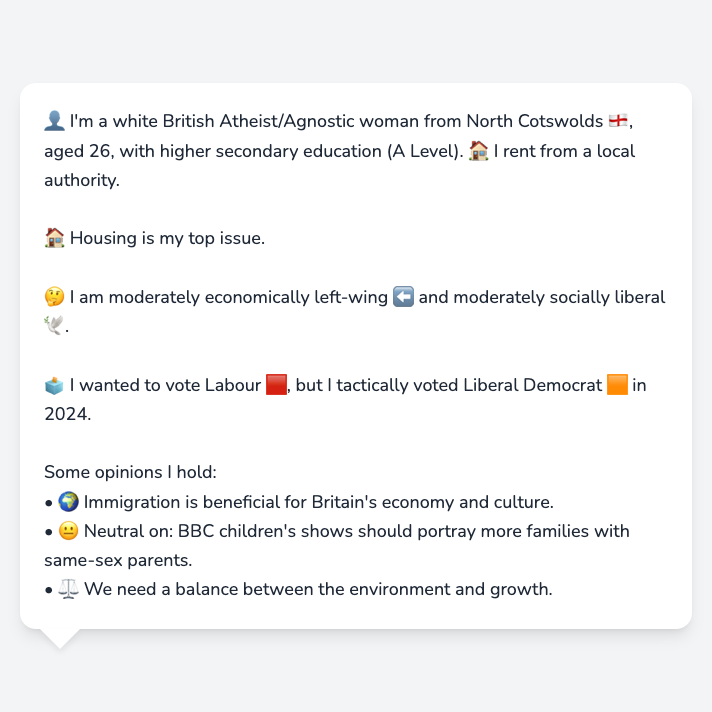 👤 I'm a white British Atheist/Agnostic woman from North Cotswolds 🏴󠁧󠁢󠁥󠁮󠁧󠁿,
aged 26, with higher secondary education (A Level). 🏠 I rent from a local
authority.
🏠 Housing is my top issue.
🤔 I am moderately economically left-wing ⬅️ and moderately socially liberal
🕊️.
🗳️ I wanted to vote Labour 🟥, but I tactically voted Liberal Democrat 🟧 in
2024.
Some opinions I hold:
• 🌍 Immigration is beneficial for Britain's economy and culture.
• 😐 Neutral on: BBC children's shows should portray more families with
same-sex parents.
• ⚖️ We need a balance between the environment and growth.